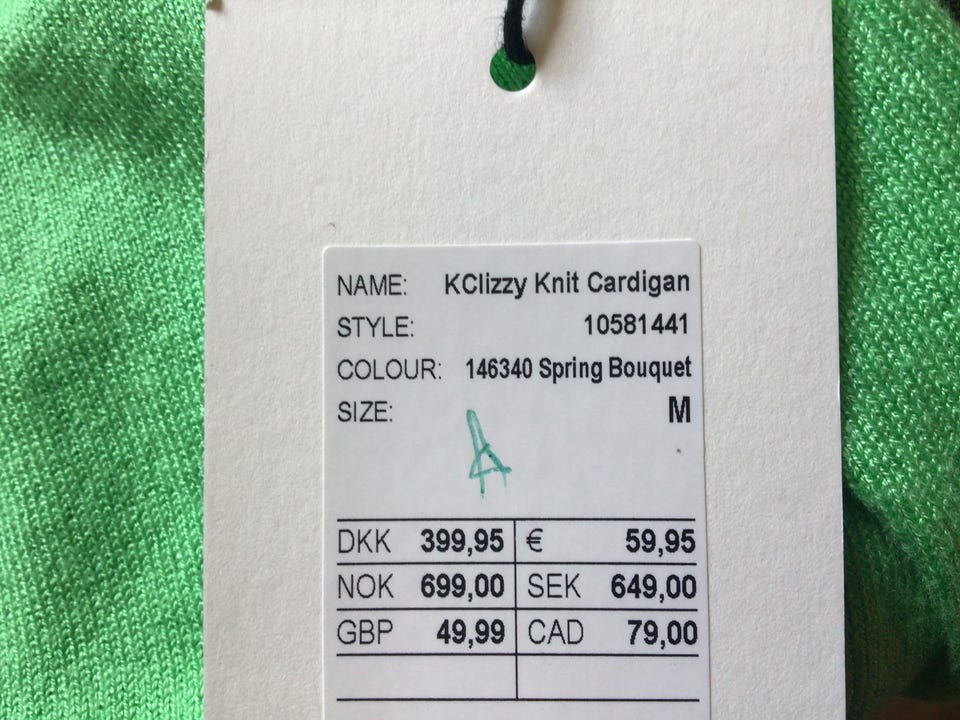 NAME: KClizzy Knit Cardigan
STYLE: 10581441
COLOUR: 146340 Spring Bouquet
SIZE: M
A
DKK 399,95 € 59,95
NOK 699,00 SEK 649,00
GBP 49,99 CAD 79,00